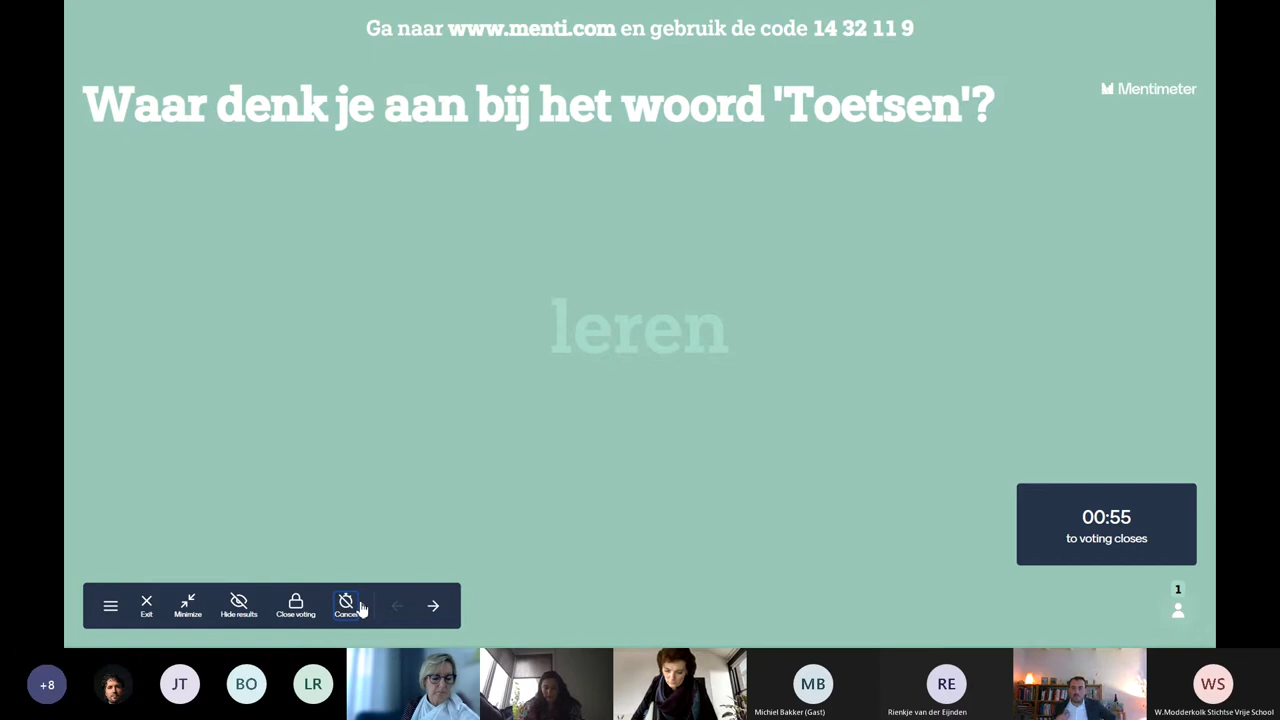 Ga naar www.menti.com en gebruik de code 14 32 11 9
Waar denk je aan bij het woord 'Toetsen'?
Mentimeter
leren
00:55
to voting closes
Exit
Minimize
Hide results
Close voting
Cancel
1
+8
JT
BO
LR
MB
Michiel Bakker (Gast)
RE
Rienkje van der Eijnden
WS
W.Modderkolk Stichtse Vrije School